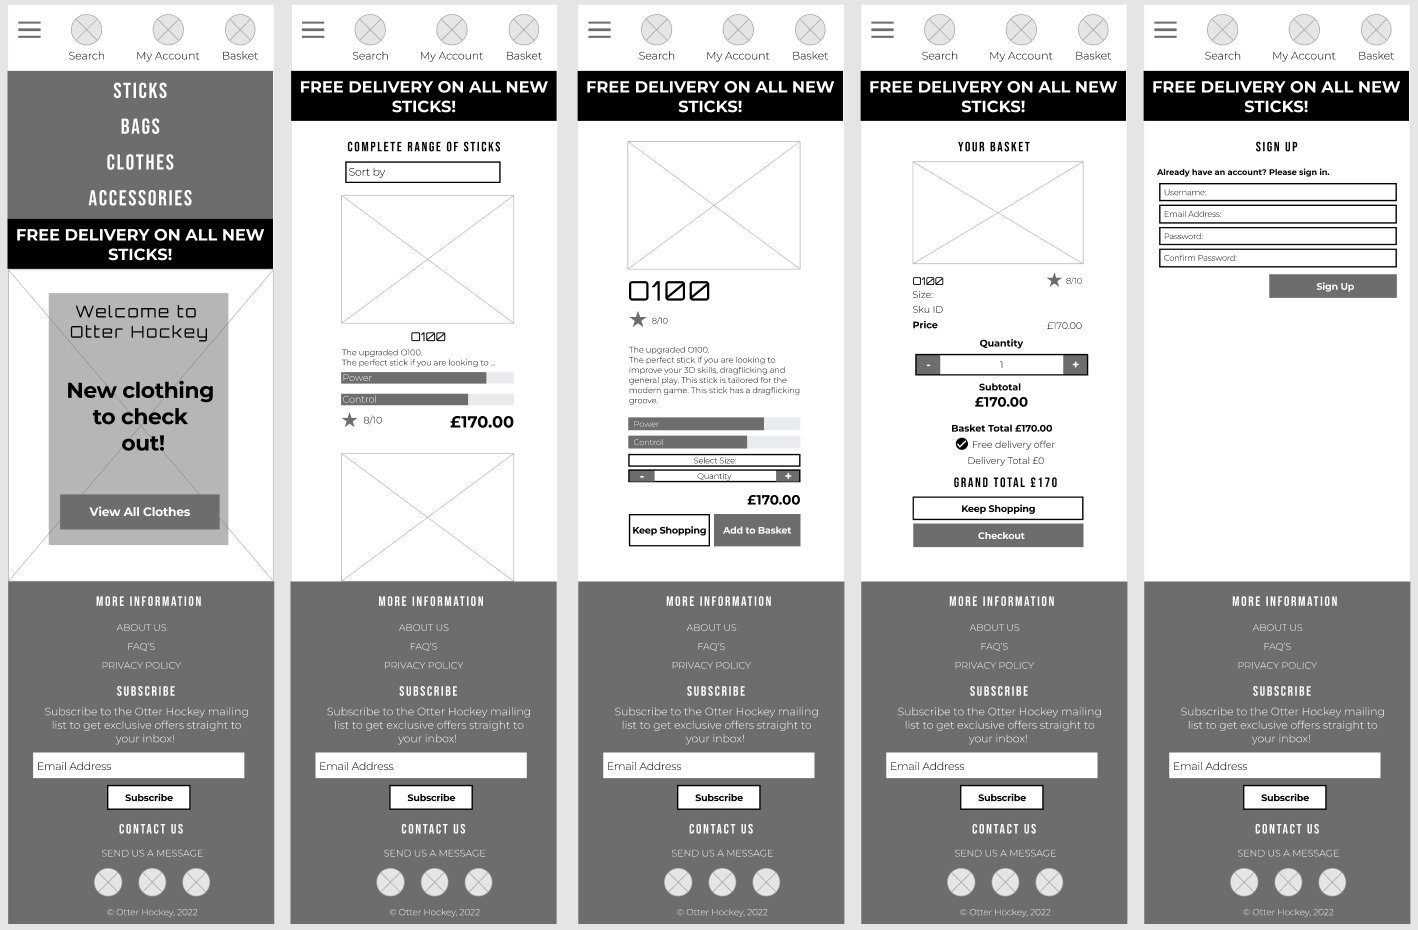 Search
My Account
Basket
STICKS
BAGS
CLOTHES
ACCESSORIES
FREE DELIVERY ON ALL NEW
STICKS!
Welcome to
Otter Hockey
New clothing
to check
out!
View All Clothes
MORE INFORMATION
ABOUT US
FAQ'S
PRIVACY POLICY
SUBSCRIBE
Subscribe to the Otter Hockey mailing
list to get exclusive offers straight to
your inbox!
Email Address
Subscribe
CONTACT US
SEND US A MESSAGE
© Otter Hockey, 2022
Search
My Account
Basket
FREE DELIVERY ON ALL NEW
STICKS!
COMPLETE RANGE OF STICKS
Sort by
O100
The upgraded O100.
The perfect stick if you are looking to ...
Power
Control
8/10
£170.00
MORE INFORMATION
ABOUT US
FAQ'S
PRIVACY POLICY
SUBSCRIBE
Subscribe to the Otter Hockey mailing
list to get exclusive offers straight to
your inbox!
Email Address
Subscribe
CONTACT US
SEND US A MESSAGE
© Otter Hockey, 2022
Search
My Account
Basket
FREE DELIVERY ON ALL NEW
STICKS!
O100
8/10
The upgraded O100.
The perfect stick if you are looking to
improve your 3D skills, dragflicking and
general play. This stick is tailored for the
modern game. This stick has a dragflicking
groove.
Power
Control
Select Size:
- Quantity +
£170.00
Keep Shopping
Add to Basket
MORE INFORMATION
ABOUT US
FAQ'S
PRIVACY POLICY
SUBSCRIBE
Subscribe to the Otter Hockey mailing
list to get exclusive offers straight to
your inbox!
Email Address
Subscribe
CONTACT US
SEND US A MESSAGE
© Otter Hockey, 2022
Search
My Account
Basket
FREE DELIVERY ON ALL NEW
STICKS!
YOUR BASKET
O100
8/10
Size:
Sku ID
Price
£170.00
Quantity
- 1 +
Subtotal
£170.00
Basket Total £170.00
Free delivery offer
Delivery Total £0
GRAND TOTAL £170
Keep Shopping
Checkout
MORE INFORMATION
ABOUT US
FAQ'S
PRIVACY POLICY
SUBSCRIBE
Subscribe to the Otter Hockey mailing
list to get exclusive offers straight to
your inbox!
Email Address
Subscribe
CONTACT US
SEND US A MESSAGE
© Otter Hockey, 2022
Search
My Account
Basket
FREE DELIVERY ON ALL NEW
STICKS!
SIGN UP
Already have an account? Please sign in.
Username:
Email Address:
Password:
Confirm Password:
Sign Up
MORE INFORMATION
ABOUT US
FAQ'S
PRIVACY POLICY
SUBSCRIBE
Subscribe to the Otter Hockey mailing
list to get exclusive offers straight to
your inbox!
Email Address
Subscribe
CONTACT US
SEND US A MESSAGE
© Otter Hockey, 2022